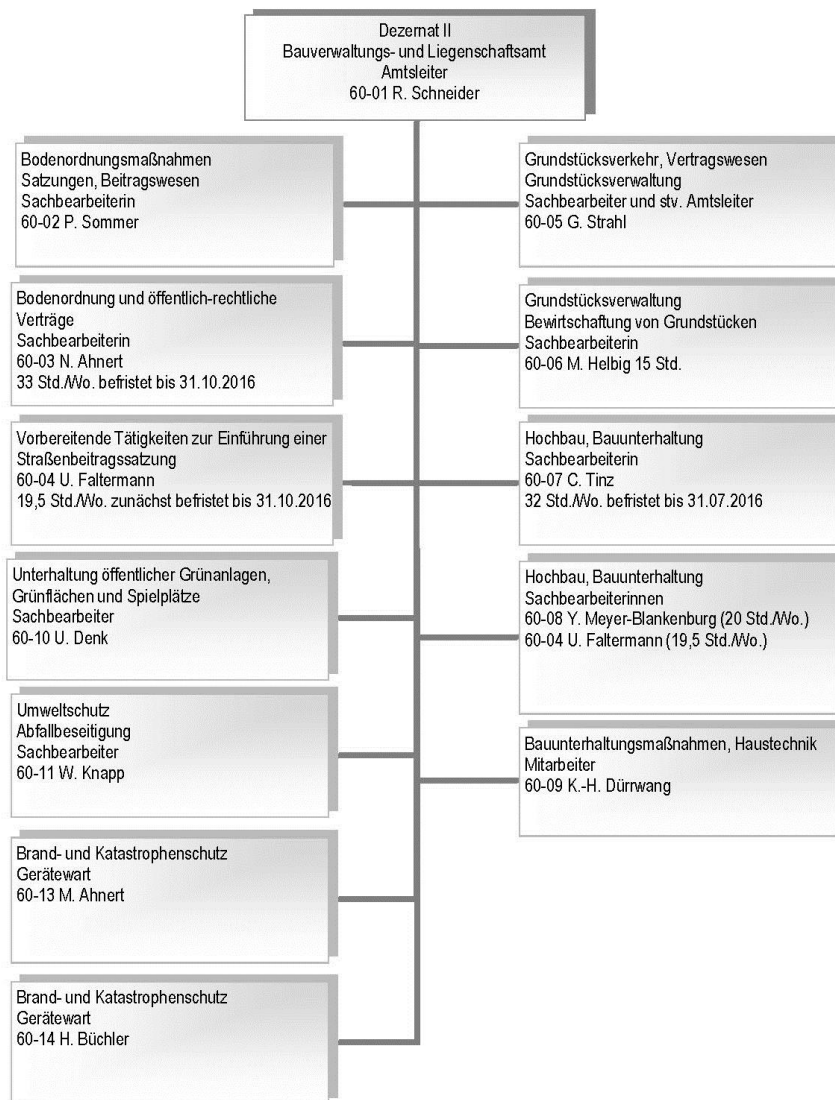 Dezernat II
Bauverwaltungs- und Liegenschaftsamt
Amtsleiter
60-01 R. Schneider
Bodenordnungsmaßnahmen
Satzungen, Beitragswesen
Sachbearbeiterin
60-02 P. Sommer
Bodenordnung und öffentlich-rechtliche
Verträge
Sachbearbeiterin
60-03 N. Ahnert
33 Std./Wo. befristet bis 31.10.2016
Vorbereitende Tätigkeiten zur Einführung einer
Straßenbeitragssatzung
60-04 U. Faltermann
19,5 Std./Wo. zunächst befristet bis 31.10.2016
Unterhaltung öffentlicher Grünanlagen,
Grünflächen und Spielplätze
Sachbearbeiter
60-10 U. Denk
Umweltschutz
Abfallbeseitigung
Sachbearbeiter
60-11 W. Knapp
Brand- und Katastrophenschutz
Gerätewart
60-13 M. Ahnert
Brand- und Katastrophenschutz
Gerätewart
60-14 H. Büchler
Grundstücksverkehr, Vertragswesen
Grundstücksverwaltung
Sachbearbeiter und stv. Amtsleiter
60-05 G. Strahl
Grundstücksverwaltung
Bewirtschaftung von Grundstücken
Sachbearbeiterin
60-06 M. Helbig 15 Std.
Hochbau, Bauunterhaltung
Sachbearbeiterin
60-07 C. Tinz
32 Std./Wo. befristet bis 31.07.2016
Hochbau, Bauunterhaltung
Sachbearbeiterinnen
60-08 Y. Meyer-Blankenburg (20 Std./Wo.)
60-04 U. Faltermann (19,5 Std./Wo.)
Bauunterhaltungsmaßnahmen, Haustechnik
Mitarbeiter
60-09 K.-H. Dürrwang